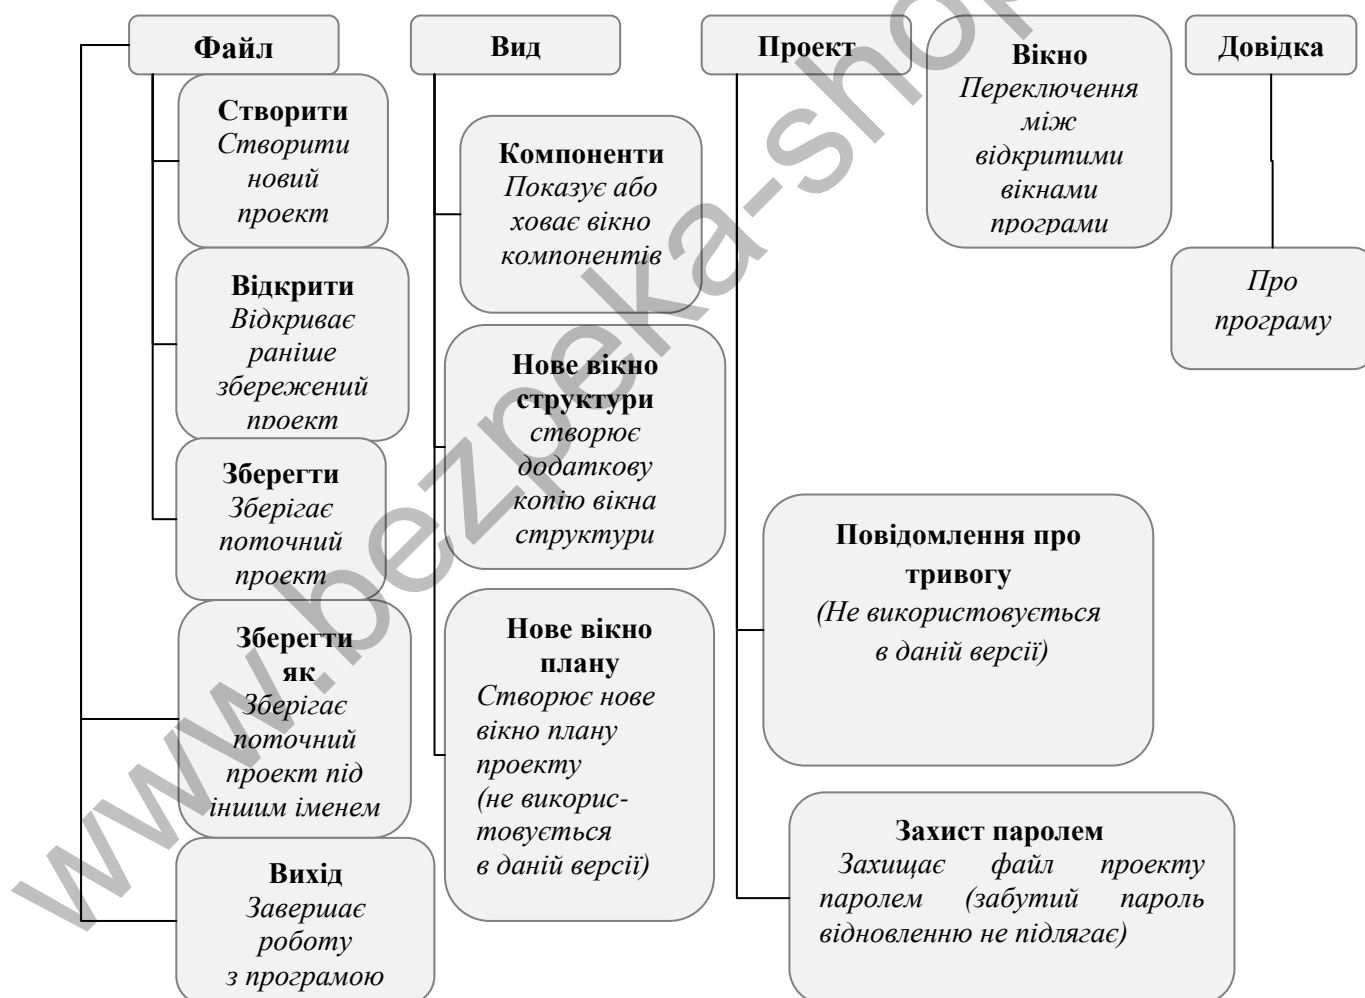 Файл
Створити
Створити
новий
проект
Відкрити
Відкриває
раніше
збережений
проект
Зберегти
Зберігає
поточний
проект
Зберегти
як
Зберігає
поточний
проект під
іншим іменем
Вихід
Завершає
роботу
з програмою
Вид
Компоненти
Показує або
ховає вікно
компонентів
Нове вікно
структури
створює
додаткову
копію вікна
структури
Нове вікно
плану
Створює нове
вікно плану
проекту
(не викорис-
товується
в даній версії)
Проект
Повідомлення про
тривогу
(Не використовується
в даній версії)
Захист паролем
Захищає файл проекту
паролем (забутий пароль
відновленню не підлягає)
Вікно
Переключення
між
відкритими
вікнами
програми
Довідка
Про
програму
www.bezpeka-shop